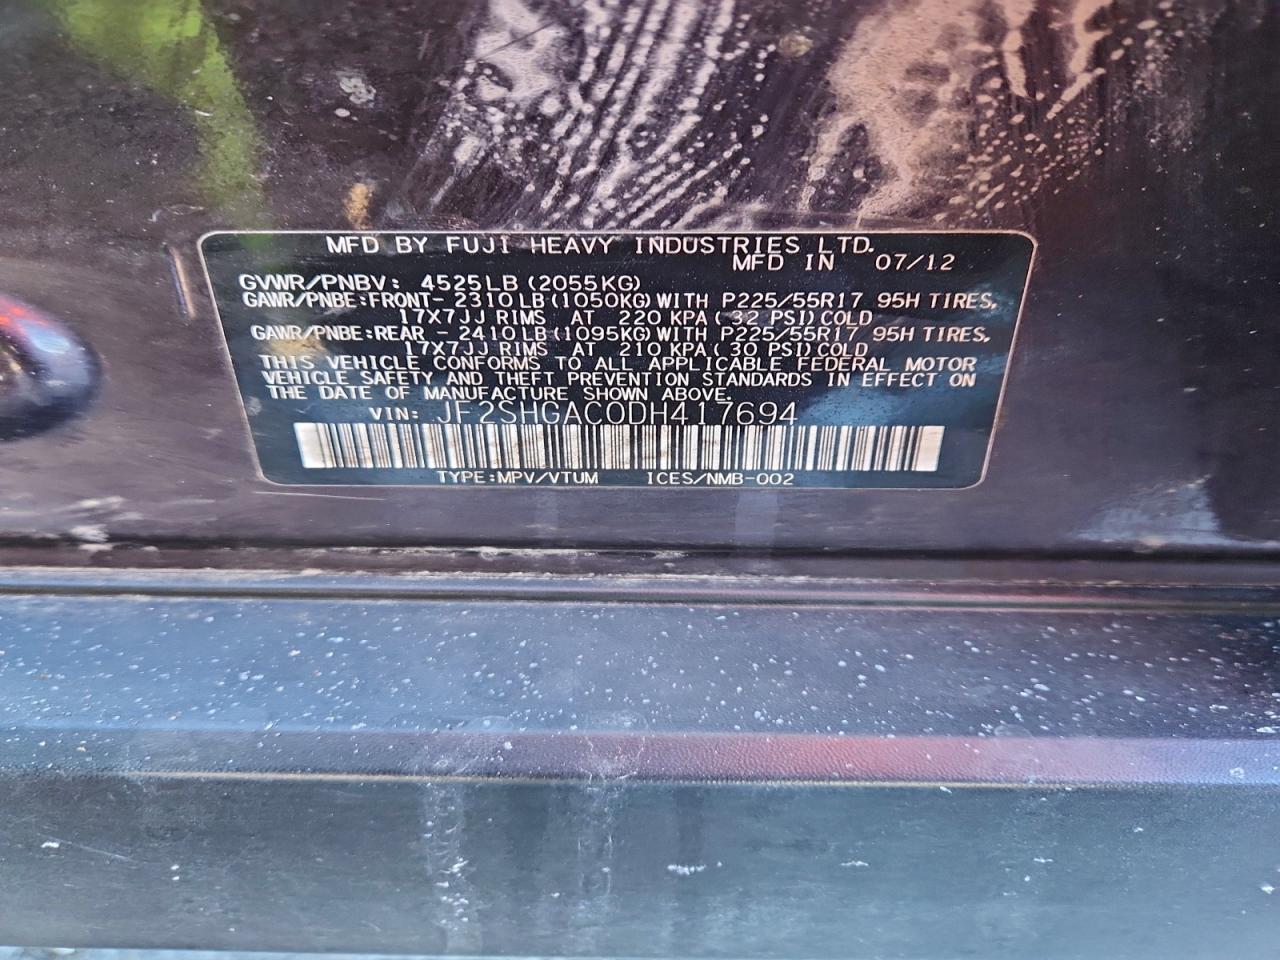 MFD BY FUJI HEAVY INDUSTRIES LTD.
MFD IN 07/12
GVWR/PNBV: 4525LB(2055KG)
GAWR/PNBE:FRONT- 2310LB(1050KG)WITH P225/55R17 95H TIRES,
17X7JJ RIMS AT 220 KPA(32 PSI)COLD
GAWR/PNBE:REAR - 2410LB(1095KG)WITH P225/55R17 95H TIRES,
17X7JJ RIMS AT 210 KPA(30 PSI)COLD
THIS VEHICLE CONFORMS TO ALL APPLICABLE FEDERAL MOTOR
VEHICLE SAFETY AND THEFT PREVENTION STANDARDS IN EFFECT ON
THE DATE OF MANUFACTURE SHOWN ABOVE.
VIN: JF2SHGAC0DH417694
TYPE:MPV/VTUM ICES/NMB-002